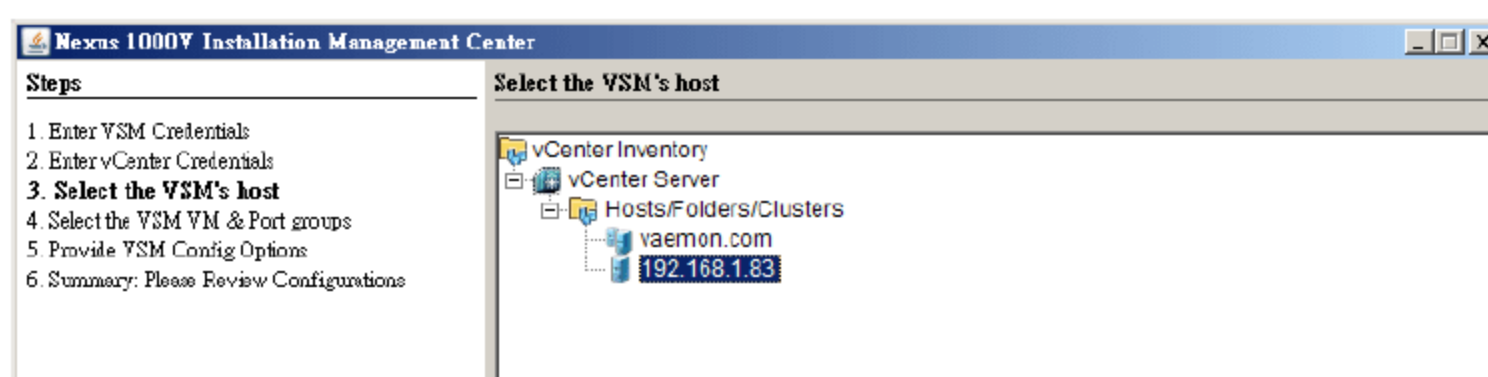 Nexus 1000V Installation Management Center
Steps
1. Enter VSM Credentials
2. Enter vCenter Credentials
3. Select the VSM's host
4. Select the VSM VM & Port groups
5. Provide VSM Config Options
6. Summary: Please Review Configurations
Select the VSM's host
vCenter Inventory
vCenter Server
Hosts/Folders/Clusters
vaemon.com
192.168.1.83